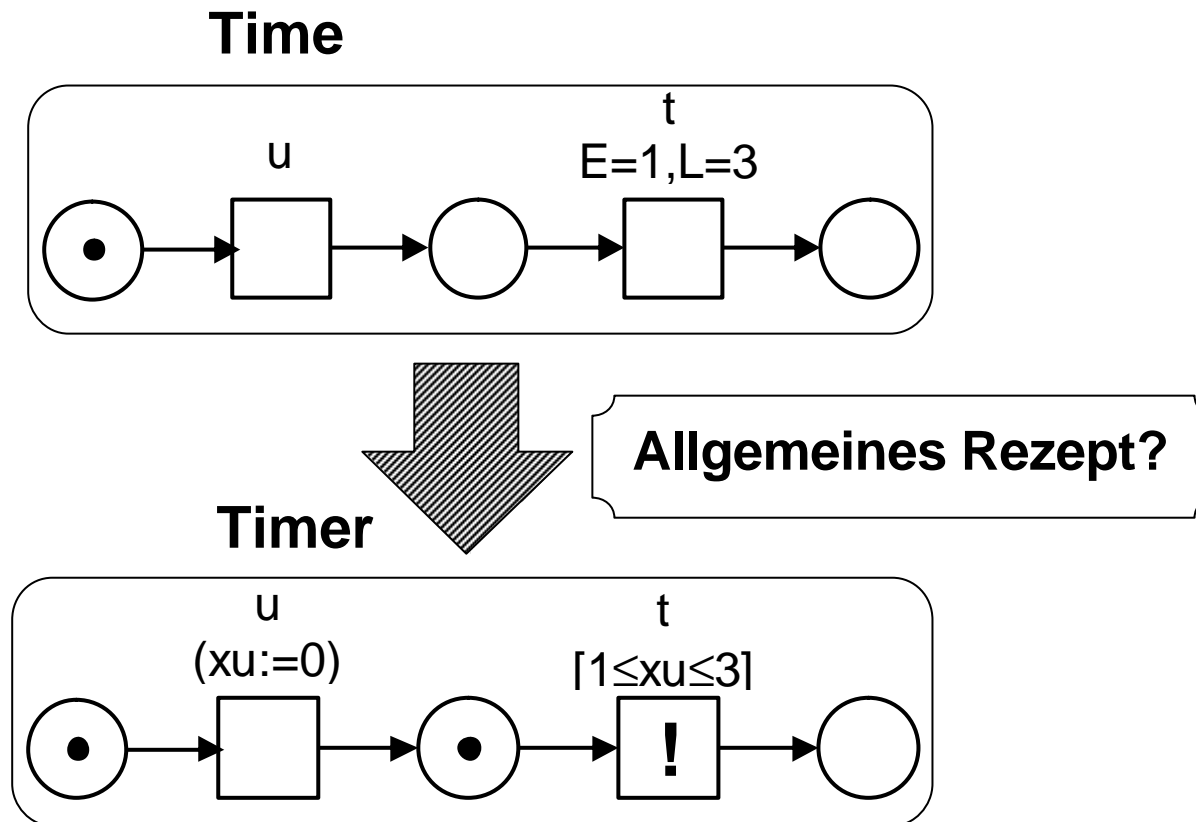 Time
u
t
E=1,L=3
Allgemeines Rezept?
Timer
u
(xu:=0)
t
⌈1≤xu≤3⌉
!